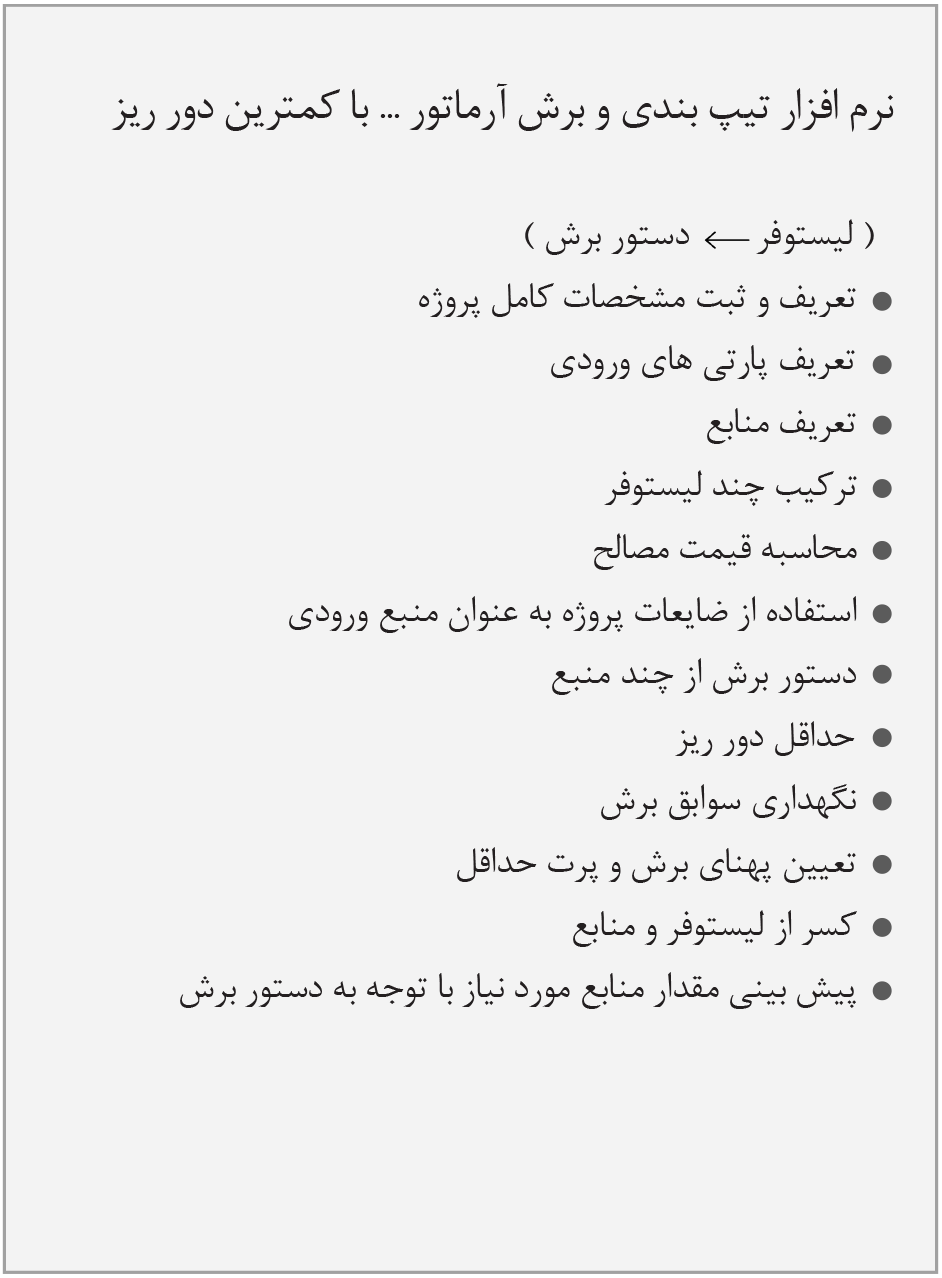 نرم افزار تیپ بندی و برش آرماتور ... با کمترین دور ریز
( لیستوفر ← دستور برش )
● تعریف و ثبت مشخصات کامل پروژه
● تعریف پارتی های ورودی
● تعریف منابع
● ترکیب چند لیستوفر
● محاسبه قیمت مصالح
● استفاده از ضایعات پروژه به عنوان منبع ورودی
● دستور برش از چند منبع
● حداقل دور ریز
● نگهداری سوابق برش
● تعیین پهنای برش و پرت حداقل
● کسر از لیستوفر و منابع
● پیش بینی مقدار منابع مورد نیاز با توجه به دستور برش